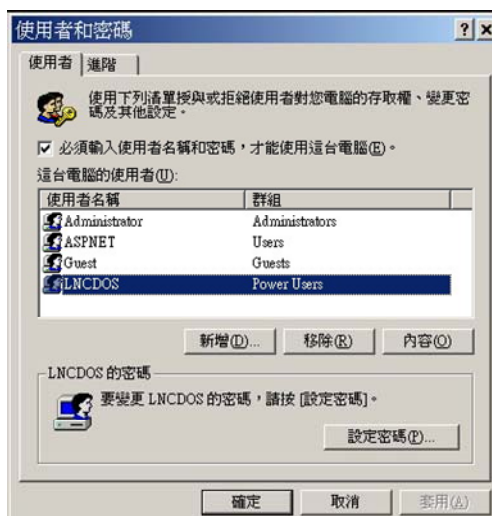 使用者和密碼
使用者 進階
使用下列清單授與或拒絕使用者對您電腦的存取權、變更密
碼及其他設定。
必須輸入使用者名稱和密碼，才能使用這台電腦(E)。
這台電腦的使用者(U):
使用者名稱 群組
Administrator Administrators
ASPNET Users
Guest Guests
LNCDOS Power Users
新增(D)... 移除(R) 內容(O)
LNCDOS 的密碼
要變更 LNCDOS 的密碼，請按 [設定密碼]。
設定密碼(P)...
確定 取消 套用(A)